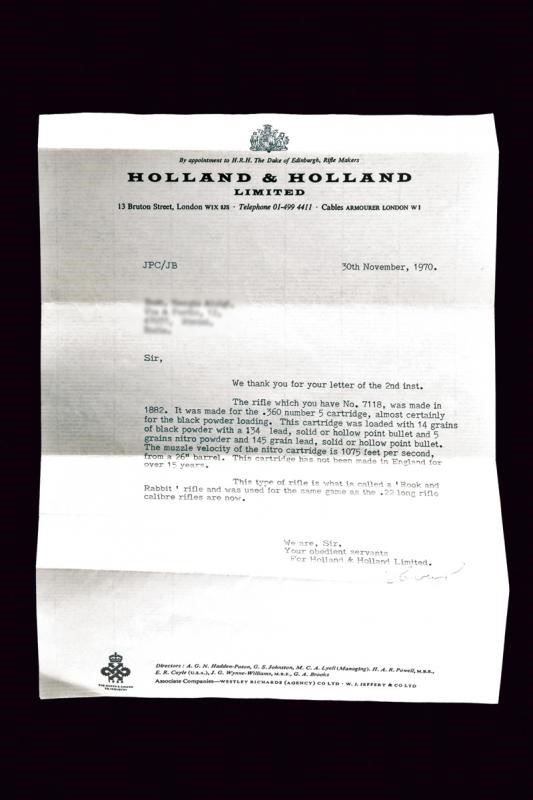 By appointment to H.R.H. The Duke of Edinburgh, Rifle Makers
HOLLAND & HOLLAND
LIMITED
13 Bruton Street, London W1X 8JS · Telephone 01-499 4411 · Cables ARMOURER LONDON W1
JPC/JB 30th November, 1970.
Sir,
We thank you for your letter of the 2nd inst.
The rifle which you have No. 7118, was made in
1882. It was made for the .360 number 5 cartridge, almost certainly
for the black powder loading. This cartridge was loaded with 14 grains
of black powder with a 134 lead, solid or hollow point bullet and 5
grains nitro powder and 145 grain lead, solid or hollow point bullet.
The muzzle velocity of the nitro cartridge is 1075 feet per second,
from a 26" barrel. This cartridge has not been made in England for
over 15 years.
This type of rifle is what is called a 'Rook and
Rabbit' rifle and was used for the same game as the .22 long rifle
calibre rifles are now.
We are, Sir,
Your obedient servants
For Holland & Holland Limited.
THE QUEEN'S AWARD
TO INDUSTRY
Directors: A. G. N. Hadden-Paton, G. S. Johnston, M. C. A. Lyell (Managing), H. A. R. Powell, M.B.E.,
E. R. Coyle (U.S.A.), J. G. Wynne-Williams, M.B.E., G. A. Brooks
Associate Companies—WESTLEY RICHARDS (AGENCY) CO LTD · W. J. JEFFERY & CO LTD